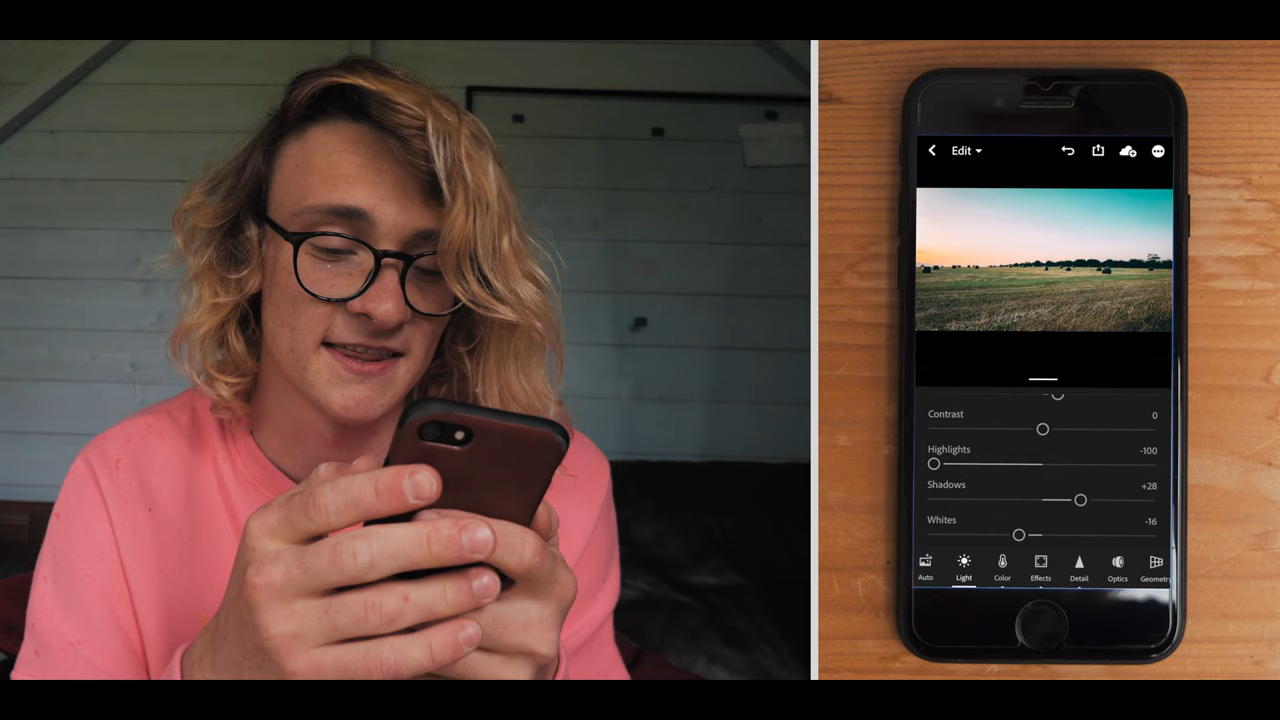 Edit
Contrast 0
Highlights -100
Shadows +28
Whites -16
Auto Light Color Effects Detail Optics Geometry